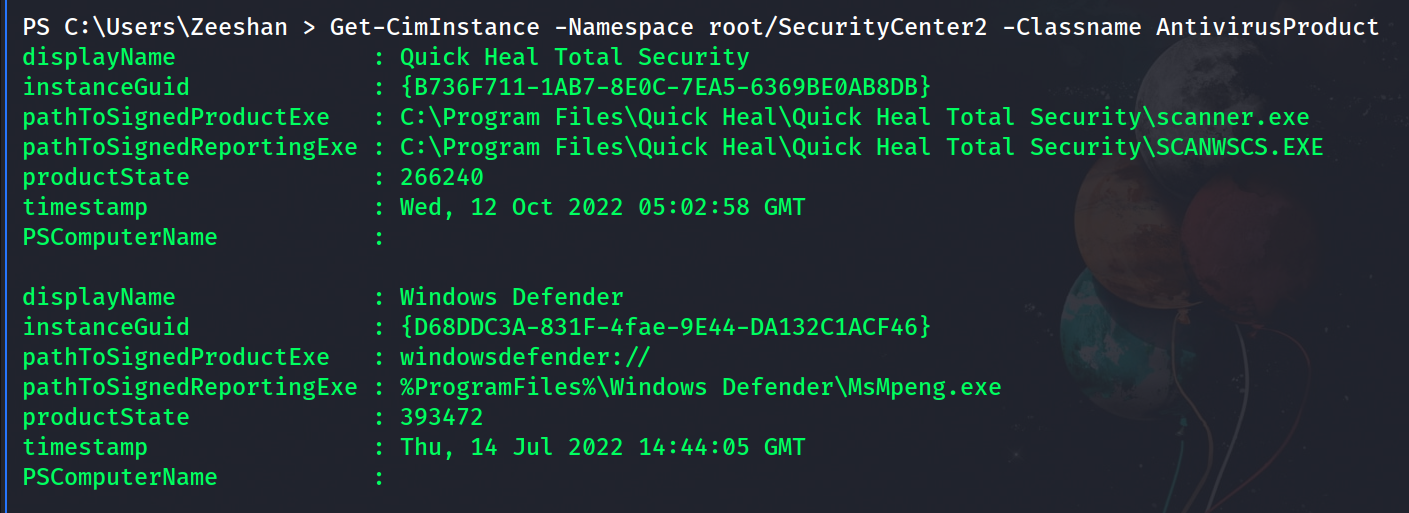 PS C:\Users\Zeeshan > Get-CimInstance -Namespace root/SecurityCenter2 -Classname AntivirusProduct
displayName              : Quick Heal Total Security
instanceGuid             : {B736F711-1AB7-8E0C-7EA5-6369BE0AB8DB}
pathToSignedProductExe   : C:\Program Files\Quick Heal\Quick Heal Total Security\scanner.exe
pathToSignedReportingExe : C:\Program Files\Quick Heal\Quick Heal Total Security\SCANWSCS.EXE
productState             : 266240
timestamp                : Wed, 12 Oct 2022 05:02:58 GMT
PSComputerName           :

displayName              : Windows Defender
instanceGuid             : {D68DDC3A-831F-4fae-9E44-DA132C1ACF46}
pathToSignedProductExe   : windowsdefender://
pathToSignedReportingExe : %ProgramFiles%\Windows Defender\MsMpeng.exe
productState             : 393472
timestamp                : Thu, 14 Jul 2022 14:44:05 GMT
PSComputerName           :